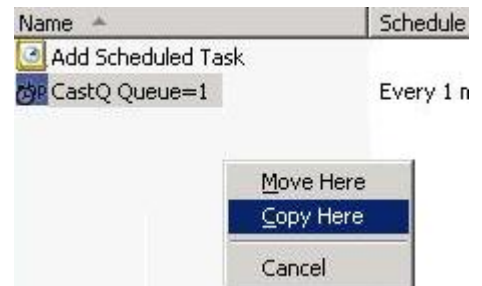 Name Schedule
Add Scheduled Task
CastQ Queue=1 Every 1
Move Here
Copy Here
Cancel